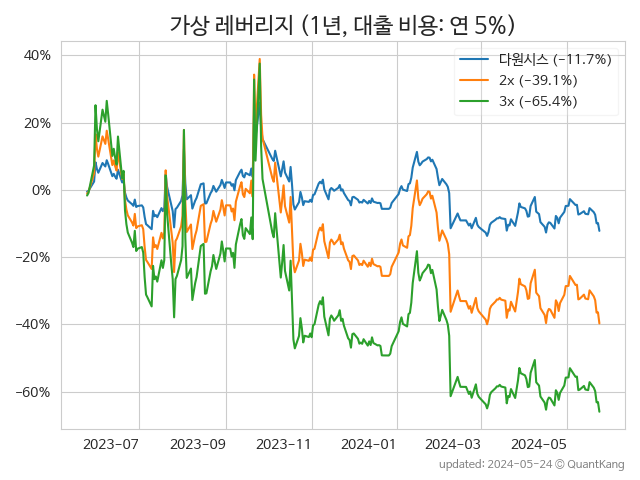 가상 레버리지 (1년, 대출 비용: 연 5%)
다원시스 (−11.7%)
2x (−39.1%)
3x (−65.4%)
40%
20%
0%
−20%
−40%
−60%
2023−07
2023−09
2023−11
2024−01
2024−03
2024−05
updated: 2024-05-24 © QuantKang